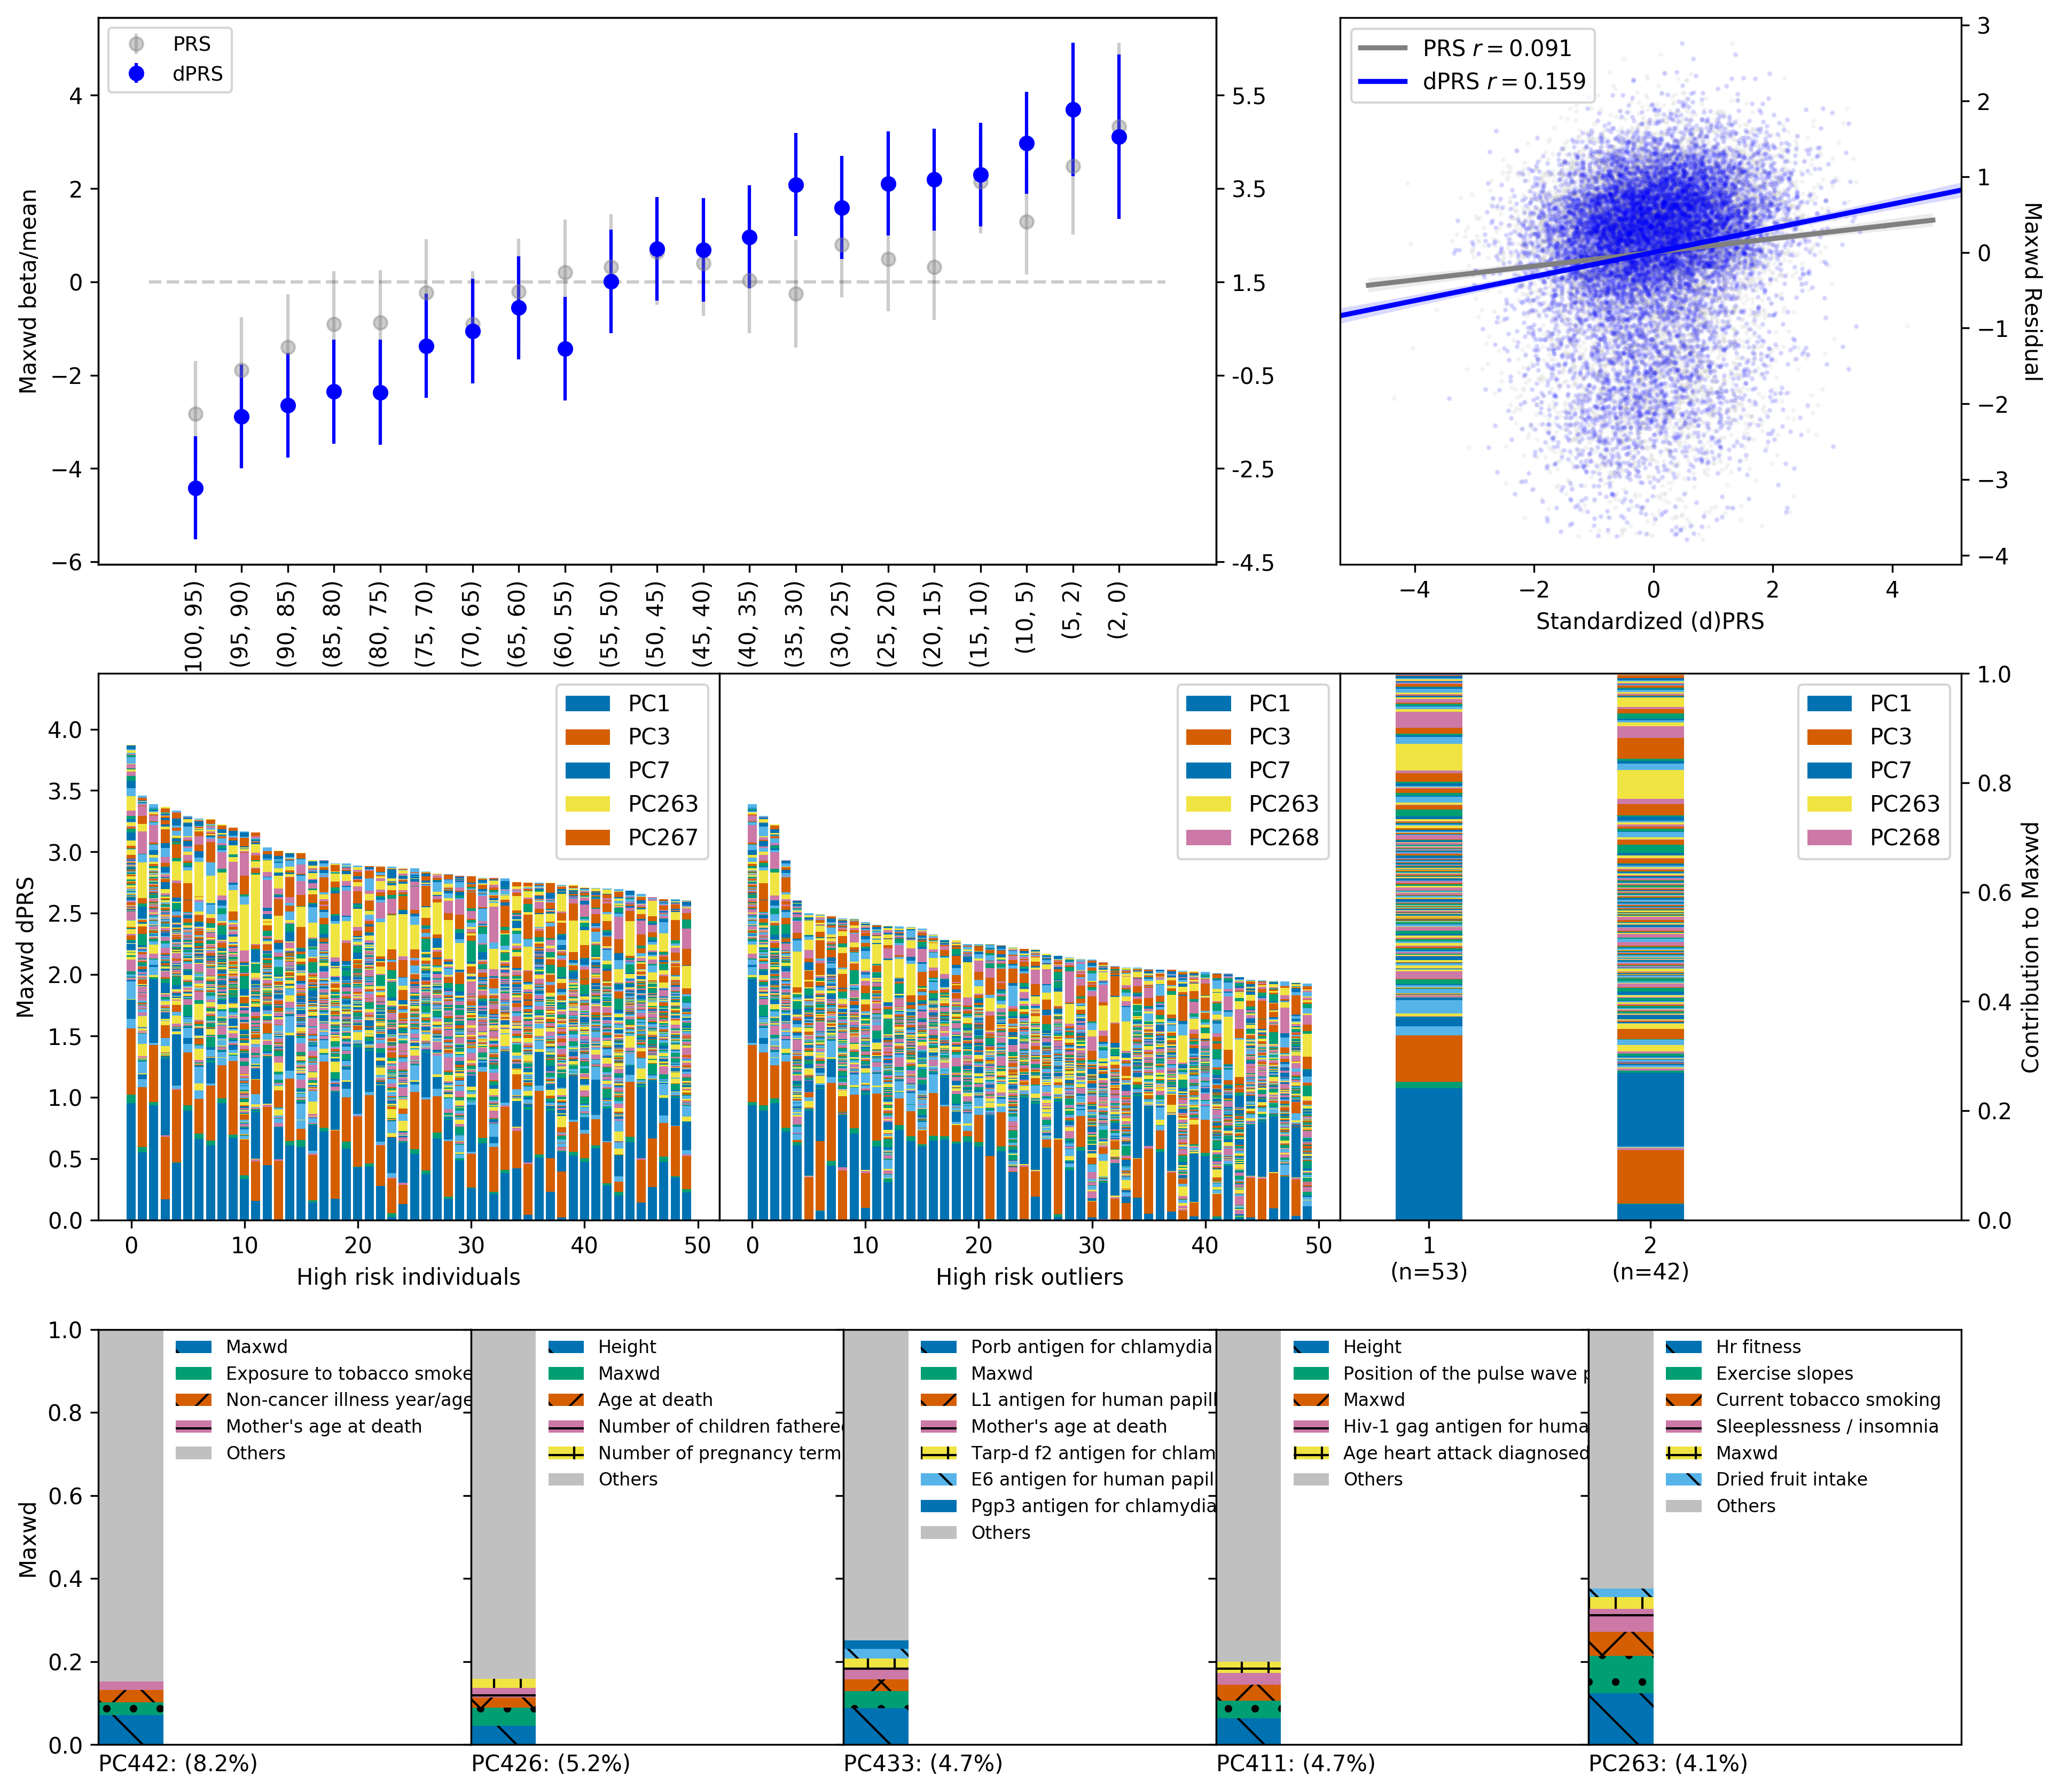 PRS
dPRS
Maxwd beta/mean
4
2
0
−2
−4
−6
5.5
3.5
1.5
-0.5
-2.5
-4.5
100, 95)
(95, 90)
(90, 85)
(85, 80)
(80, 75)
(75, 70)
(70, 65)
(65, 60)
(60, 55)
(55, 50)
(50, 45)
(45, 40)
(40, 35)
(35, 30)
(30, 25)
(25, 20)
(20, 15)
(15, 10)
(10, 5)
(5, 2)
(2, 0)
PRS r = 0.091
dPRS r = 0.159
3
2
1
0
−1
−2
−3
−4
Maxwd Residual
−4 −2 0 2 4
Standardized (d)PRS
Maxwd dPRS
4.0
3.5
3.0
2.5
2.0
1.5
1.0
0.5
0.0
PC1
PC3
PC7
PC263
PC267
0 10 20 30 40 50
High risk individuals
PC1
PC3
PC7
PC263
PC268
0 10 20 30 40 50
High risk outliers
PC1
PC3
PC7
PC263
PC268
1
(n=53)
2
(n=42)
1.0
0.8
0.6
0.4
0.2
0.0
Contribution to Maxwd
Maxwd
1.0
0.8
0.6
0.4
0.2
0.0
Maxwd
Exposure to tobacco smoke
Non-cancer illness year/age
Mother's age at death
Others
PC442: (8.2%)
Height
Maxwd
Age at death
Number of children fathere
Number of pregnancy term
Others
PC426: (5.2%)
Porb antigen for chlamydia
Maxwd
L1 antigen for human papill
Mother's age at death
Tarp-d f2 antigen for chlam
E6 antigen for human papil
Pgp3 antigen for chlamydia
Others
PC433: (4.7%)
Height
Position of the pulse wave p
Maxwd
Hiv-1 gag antigen for huma
Age heart attack diagnosed
Others
PC411: (4.7%)
Hr fitness
Exercise slopes
Current tobacco smoking
Sleeplessness / insomnia
Maxwd
Dried fruit intake
Others
PC263: (4.1%)